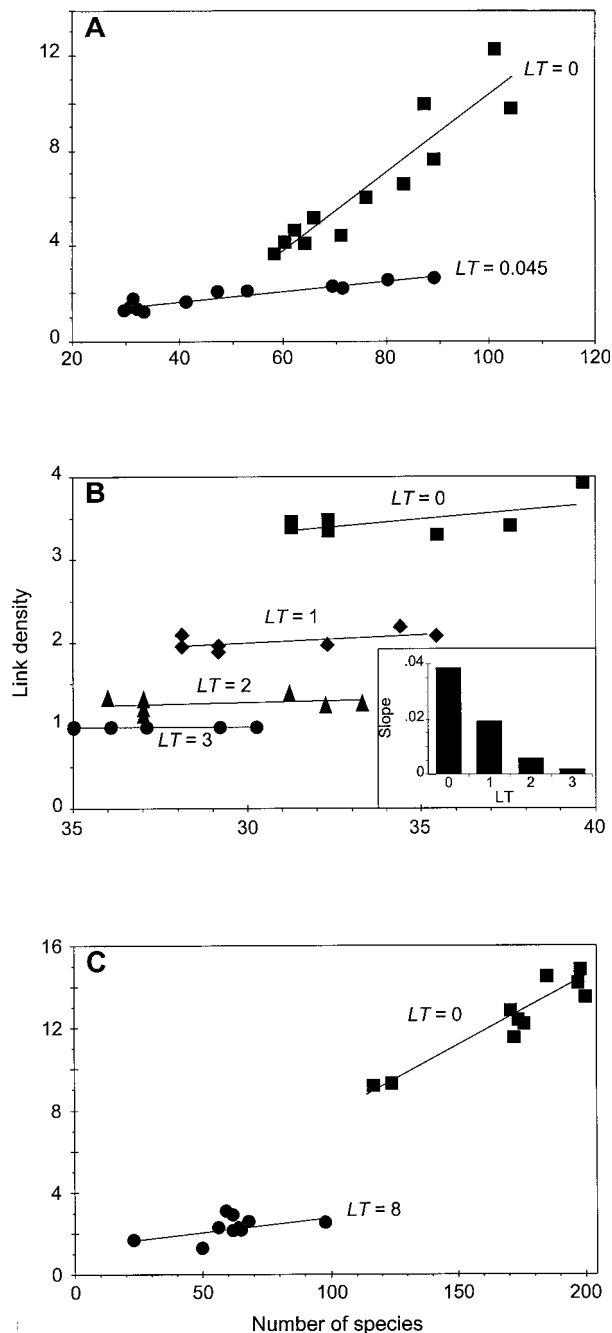 A
12
LT = 0
8
4
LT = 0.045
0
20
40
60
80
100
120
4
B
LT = 0
3
Link density
LT = 1
2
LT = 2
1
LT = 3
0
.04
.02
0
Slope
0
1
2
3
LT
35
30
35
40
16
C
14
12
LT = 0
8
4
2
LT = 8
0
0
50
100
150
200
Number of species